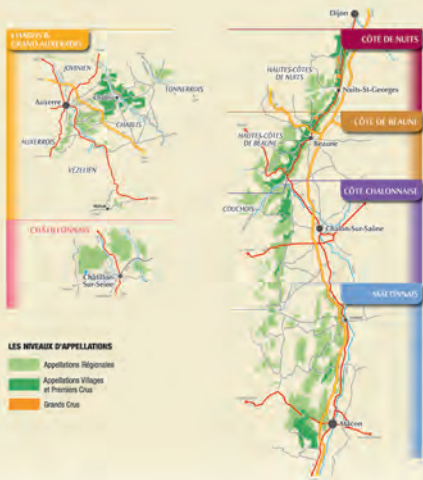 CHABLIS &
GRAND AUXERROIS
JOVINIEN
TONNERROIS
Auxerre
Chablis
CHABLIS
AUXERROIS
VÉZELIEN
CHÂTILLONNAIS
Châtillon
Sur-Seine
LES NIVEAUX D'APPELLATIONS
Appellations Régionales
Appellations Villages
et Premiers Crus
Grands Crus
Dijon
CÔTE DE NUITS
HAUTES-CÔTES
DE NUITS
Nuits-St-Georges
CÔTE DE BEAUNE
HAUTES-CÔTES
DE BEAUNE
Beaune
CÔTE CHALONNAISE
COUCHOIS
Chalon-Sur-Saône
MÂCONNAIS
Mâcon